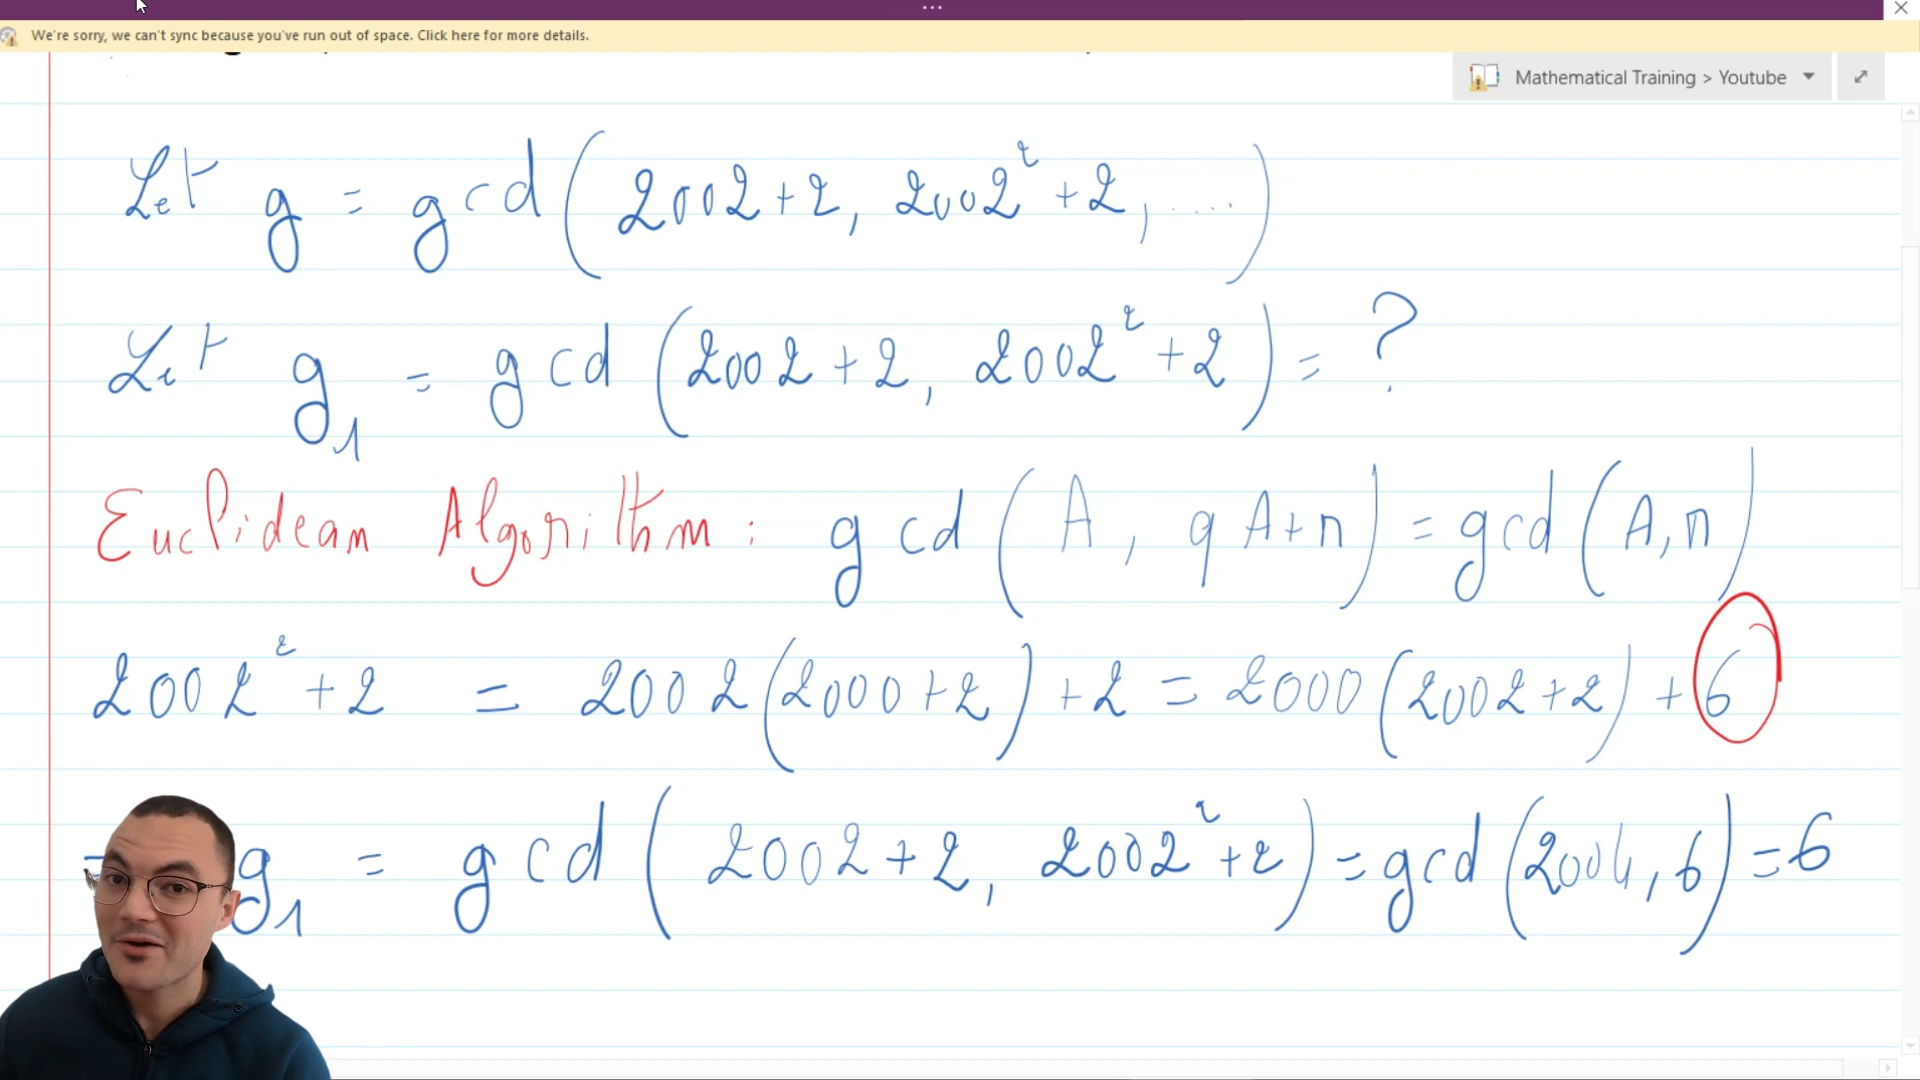 ...
We're sorry, we can't sync because you've run out of space. Click here for more details.
Mathematical Training > Youtube
Let g = gcd(2002+2, 2002²+2, .....)
Let g₁ = gcd(2002+2, 2002²+2) = ?
Euclidean Algorithm: gcd(A, qA+r) = gcd(A,r)
2002²+2 = 2002(2000+2)+2 = 2000(2002+2)+6
g₁ = gcd(2002+2, 2002²+2) = gcd(2004, 6) = 6